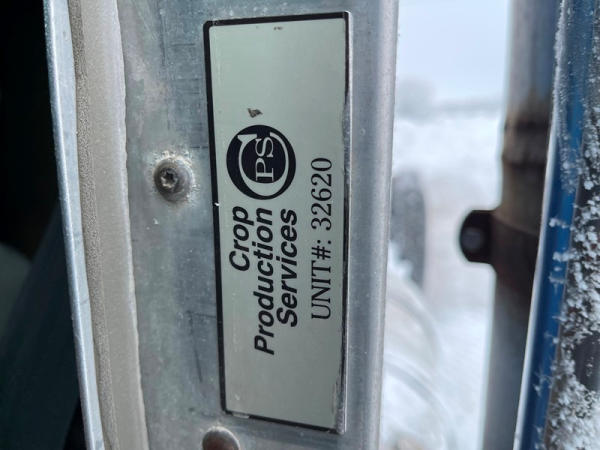 CPS
Crop
Production
Services
UNIT#: 32620